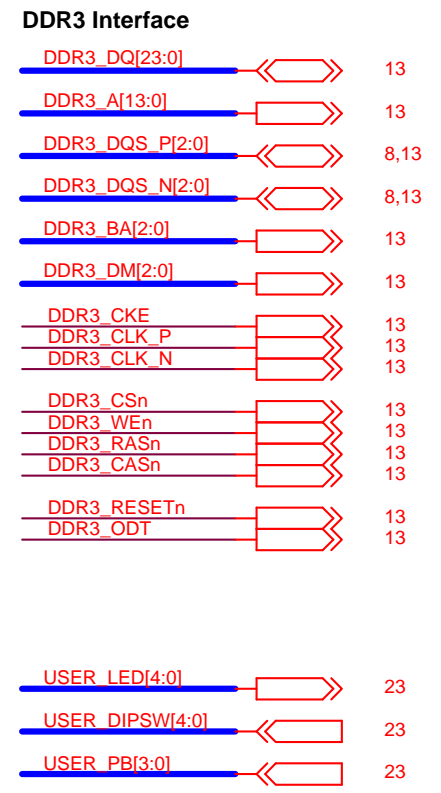 DDR3 Interface
DDR3_DQ[23:0] 13
DDR3_A[13:0] 13
DDR3_DQS_P[2:0] 8,13
DDR3_DQS_N[2:0] 8,13
DDR3_BA[2:0] 13
DDR3_DM[2:0] 13
DDR3_CKE 13
DDR3_CLK_P 13
DDR3_CLK_N 13
DDR3_CSn 13
DDR3_WEn 13
DDR3_RASn 13
DDR3_CASn 13
DDR3_RESETn 13
DDR3_ODT 13
USER_LED[4:0] 23
USER_DIPSW[4:0] 23
USER_PB[3:0] 23